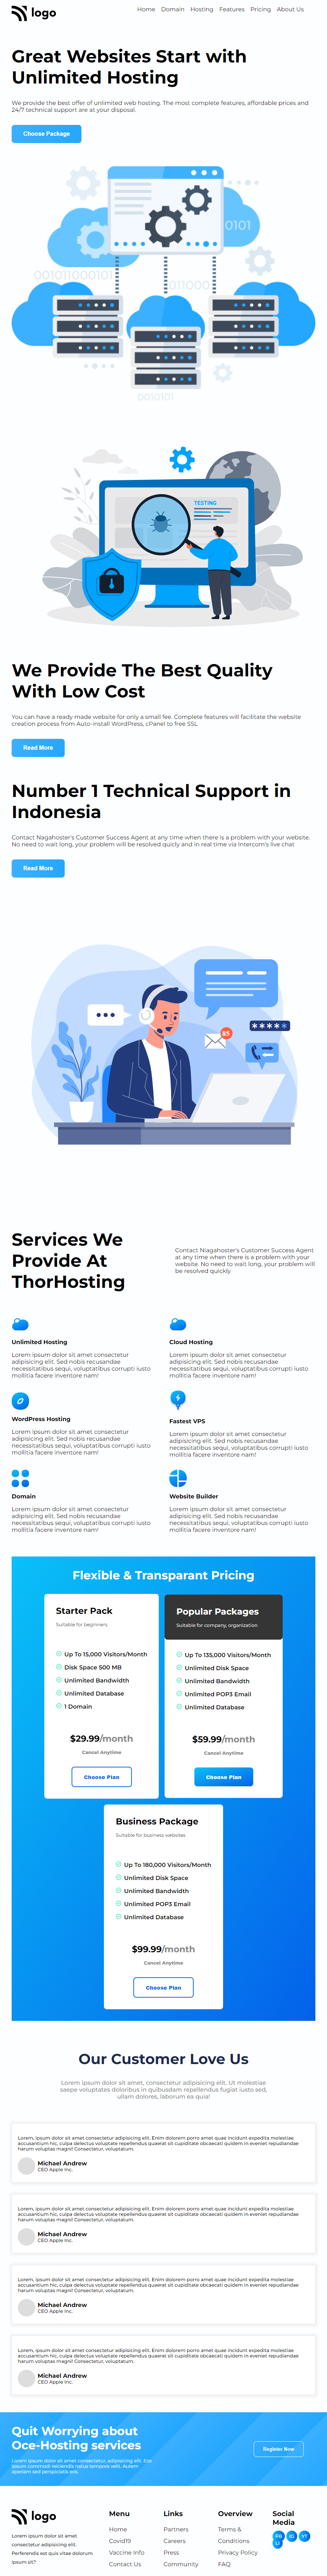 logo
Home Domain Hosting Features Pricing About Us
Great Websites Start with
Unlimited Hosting
We provide the best offer of unlimited web hosting. The most complete features, affordable prices and
24/7 technical support are at your disposal.
Choose Package
0101
001011000101
011000
0010101
TESTING
We Provide The Best Quality
With Low Cost
You can have a ready made website for only a small fee. Complete features will facilitate the website
creation process from Auto-install WordPress, cPanel to free SSL
Read More
Number 1 Technical Support in
Indonesia
Contact Nagahoster's Customer Success Agent at any time when there is a problem with your website.
No need to wait long, your problem will be resolved quicly and in real time via Intercom's live chat
Read More
85
****
Services We
Provide At
ThorHosting
Contact Niagahoster's Customer Success Agent
at any time when there is a problem with your
website. No need to wait long, your problem will
be resolved quickly
Unlimited Hosting
Lorem ipsum dolor sit amet consectetur
adipisicing elit. Sed nobis recusandae
necessitatibus sequi, voluptatibus corrupti iusto
mollitia facere inventore nam!
Cloud Hosting
Lorem ipsum dolor sit amet consectetur
adipisicing elit. Sed nobis recusandae
necessitatibus sequi, voluptatibus corrupti iusto
mollitia facere inventore nam!
WordPress Hosting
Lorem ipsum dolor sit amet consectetur
adipisicing elit. Sed nobis recusandae
necessitatibus sequi, voluptatibus corrupti iusto
mollitia facere inventore nam!
Fastest VPS
Lorem ipsum dolor sit amet consectetur
adipisicing elit. Sed nobis recusandae
necessitatibus sequi, voluptatibus corrupti iusto
mollitia facere inventore nam!
Domain
Lorem ipsum dolor sit amet consectetur
adipisicing elit. Sed nobis recusandae
necessitatibus sequi, voluptatibus corrupti iusto
mollitia facere inventore nam!
Website Builder
Lorem ipsum dolor sit amet consectetur
adipisicing elit. Sed nobis recusandae
necessitatibus sequi, voluptatibus corrupti iusto
mollitia facere inventore nam!
Flexible & Transparant Pricing
Starter Pack
Suitable for beginners
Up To 15,000 Visitors/Month
Disk Space 500 MB
Unlimited Bandwidth
Unlimited Database
1 Domain
$29.99/month
Cancel Anytime
Choose Plan
Popular Packages
Suitable for company, organization
Up To 135,000 Visitors/Month
Unlimited Disk Space
Unlimited Bandwidth
Unlimited POP3 Email
Unlimited Database
$59.99/month
Cancel Anytime
Choose Plan
Business Package
Suitable for business websites
Up To 180,000 Visitors/Month
Unlimited Disk Space
Unlimited Bandwidth
Unlimited POP3 Email
Unlimited Database
$99.99/month
Cancel Anytime
Choose Plan
Our Customer Love Us
Lorem ipsum dolor sit amet, consectetur adipisicing elit. Ut molestiae
saepe voluptates doloribus in quibusdam repellendus fugiat iusto sed,
ullam dolores, laborum ea quia!
Lorem, ipsum dolor sit amet consectetur adipisicing elit. Enim dolorem porro amet quae incidunt expedita molestiae
accusantium hic, culpa delectus voluptate repellendus quaerat sit cupiditate obcaecati quidem in eveniet repudiandae
harum voluptas magni! Consectetur, voluptatum.
Michael Andrew
CEO Apple Inc.
Lorem, ipsum dolor sit amet consectetur adipisicing elit. Enim dolorem porro amet quae incidunt expedita molestiae
accusantium hic, culpa delectus voluptate repellendus quaerat sit cupiditate obcaecati quidem in eveniet repudiandae
harum voluptas magni! Consectetur, voluptatum.
Michael Andrew
CEO Apple Inc.
Lorem, ipsum dolor sit amet consectetur adipisicing elit. Enim dolorem porro amet quae incidunt expedita molestiae
accusantium hic, culpa delectus voluptate repellendus quaerat sit cupiditate obcaecati quidem in eveniet repudiandae
harum voluptas magni! Consectetur, voluptatum.
Michael Andrew
CEO Apple Inc.
Lorem, ipsum dolor sit amet consectetur adipisicing elit. Enim dolorem porro amet quae incidunt expedita molestiae
accusantium hic, culpa delectus voluptate repellendus quaerat sit cupiditate obcaecati quidem in eveniet repudiandae
harum voluptas magni! Consectetur, voluptatum.
Michael Andrew
CEO Apple Inc.
Quit Worrying about
Oce-Hosting services
Lorem ipsum dolor sit amet consectetur, adipisicing elit. Eos
ipsum commodi reiciendis natus tempora velit. Autem
aperiam sed perspiciatis eos.
Register Now
logo
Lorem ipsum dolor sit amet
consectetur adipisicing elit.
Perferendis est quis vitae dolorum
ipsum sit?
Menu
Home
Covid19
Vaccine Info
Contact Us
Links
Partners
Careers
Press
Community
Overview
Terms &
Conditions
Privacy Policy
FAQ
Social
Media
FB IG YT
LI